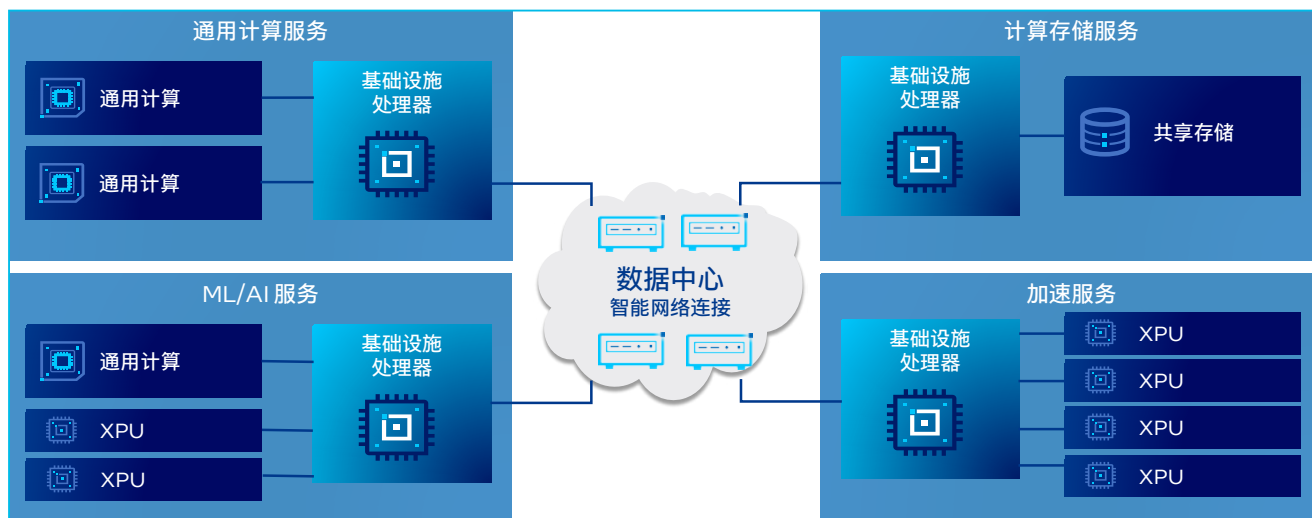 通用计算服务
通用计算
通用计算
基础设施
处理器
计算存储服务
基础设施
处理器
共享存储
数据中心
智能网络连接
ML/AI 服务
通用计算
XPU
XPU
基础设施
处理器
加速服务
基础设施
处理器
XPU
XPU
XPU
XPU